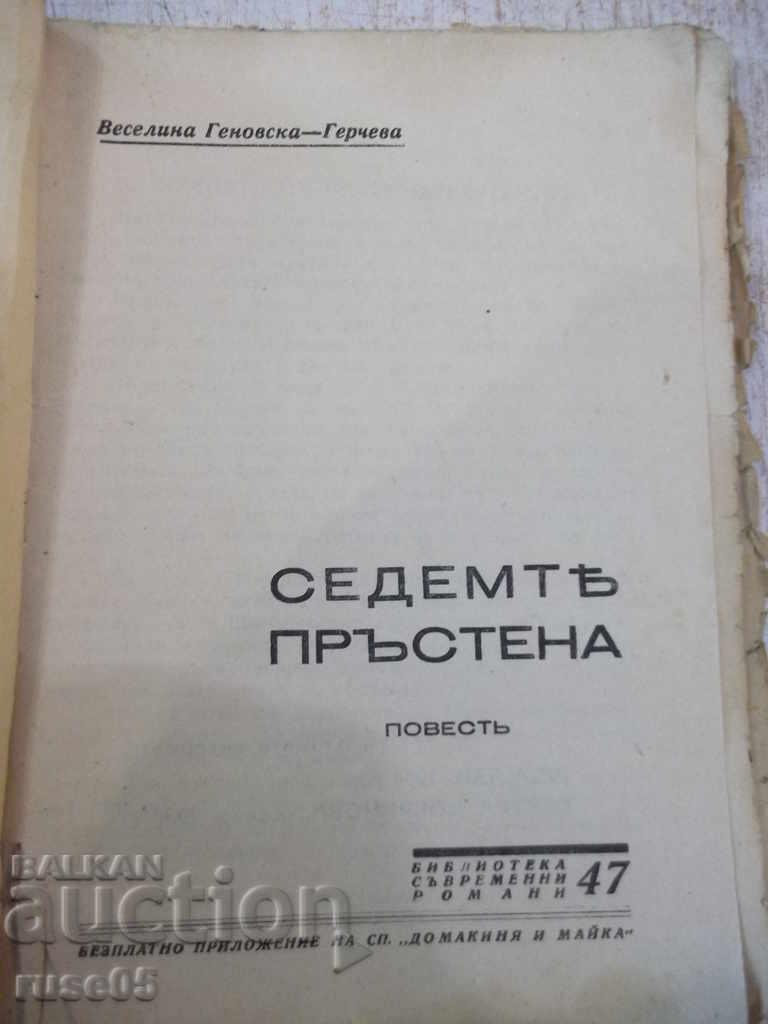 Веселина Геновска—Герчева
СЕДЕМТѢ
ПРЪСТЕНА
ПОВЕСТЬ
БИБЛИОТЕКА
СЪВРЕМЕННИ
РОМАНИ
47
БЕЗПЛАТНО ПРИЛОЖЕНИЕ НА СП. „ДОМАКИНЯ И МАЙКА“
BALKAN
auction
ruse05